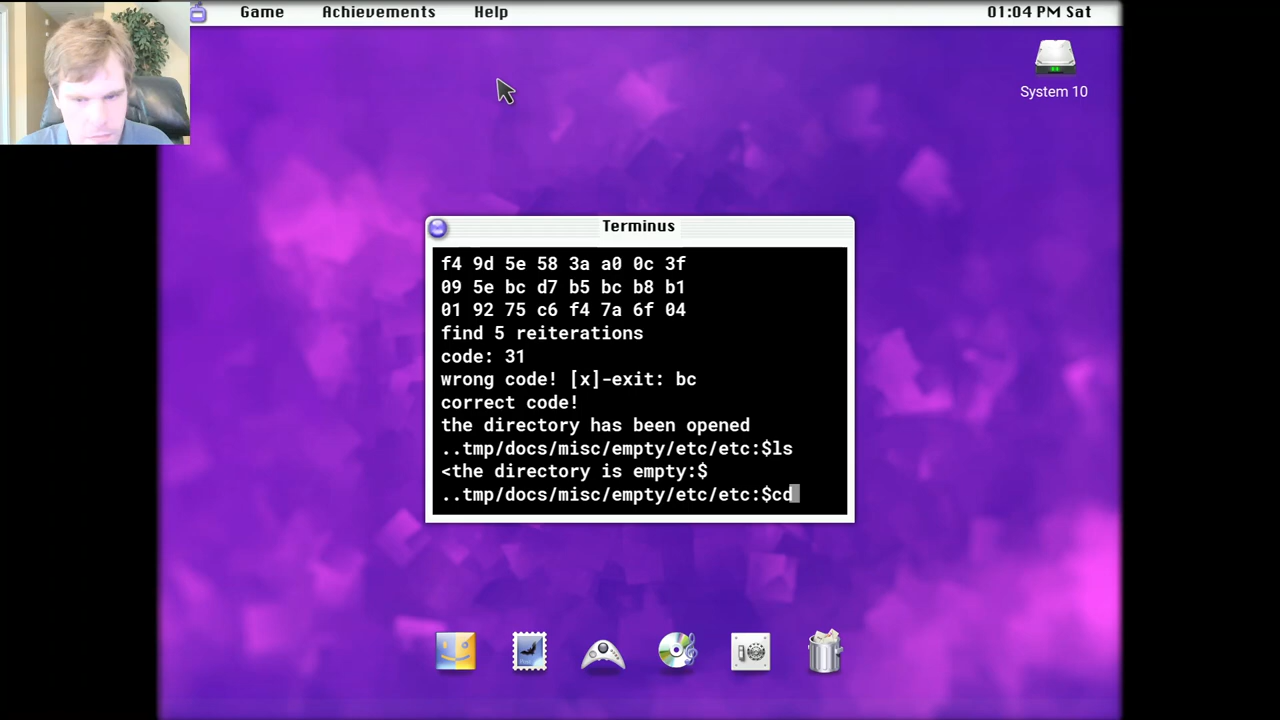 Game Achievements Help 01:04 PM Sat
System 10
Terminus
f4 9d 5e 58 3a a0 0c 3f
09 5e bc d7 b5 bc b8 b1
01 92 75 c6 f4 7a 6f 04
find 5 reiterations
code: 31
wrong code! [x]-exit: bc
correct code!
the directory has been opened
..tmp/docs/misc/empty/etc/etc:$ls
<the directory is empty:$
..tmp/docs/misc/empty/etc/etc:$cd